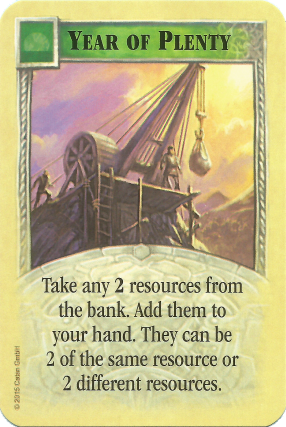 YEAR OF PLENTY
Take any 2 resources from
the bank. Add them to
your hand. They can be
2 of the same resource or
2 different resources.
© 2015 Catan GmbH